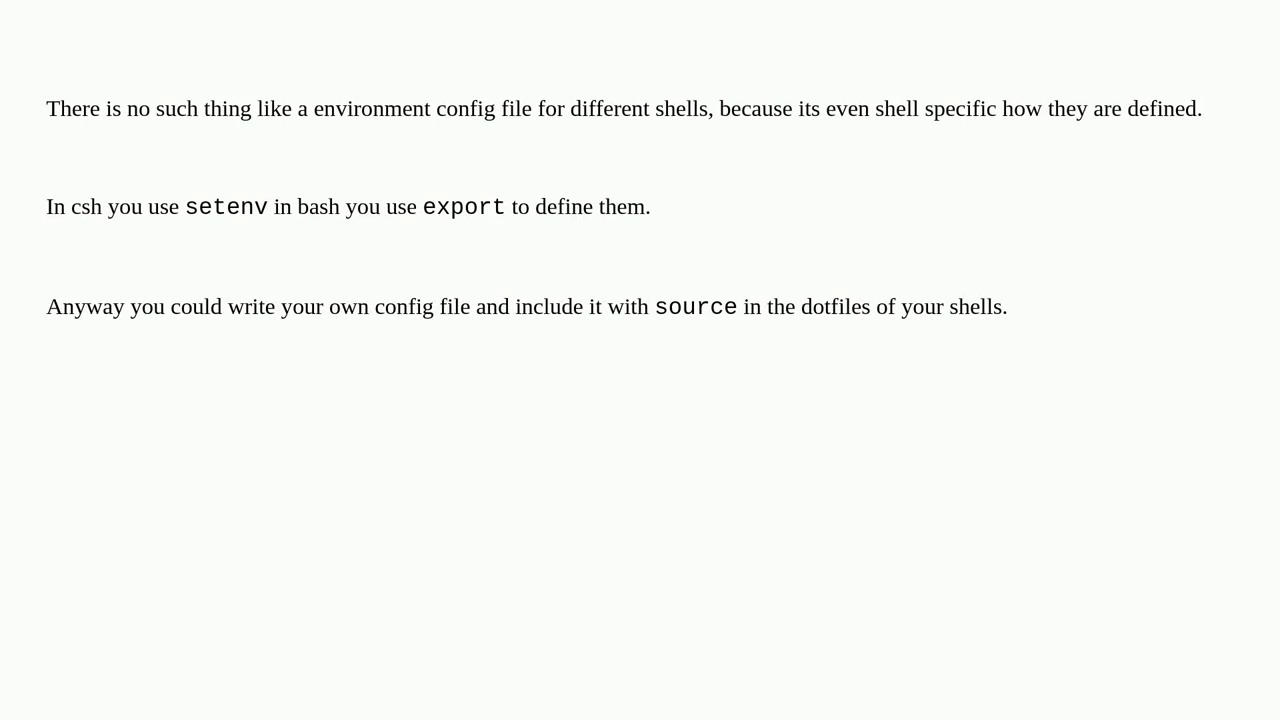 There is no such thing like a environment config file for different shells, because its even shell specific how they are defined.
In csh you use setenv in bash you use export to define them.
Anyway you could write your own config file and include it with source in the dotfiles of your shells.